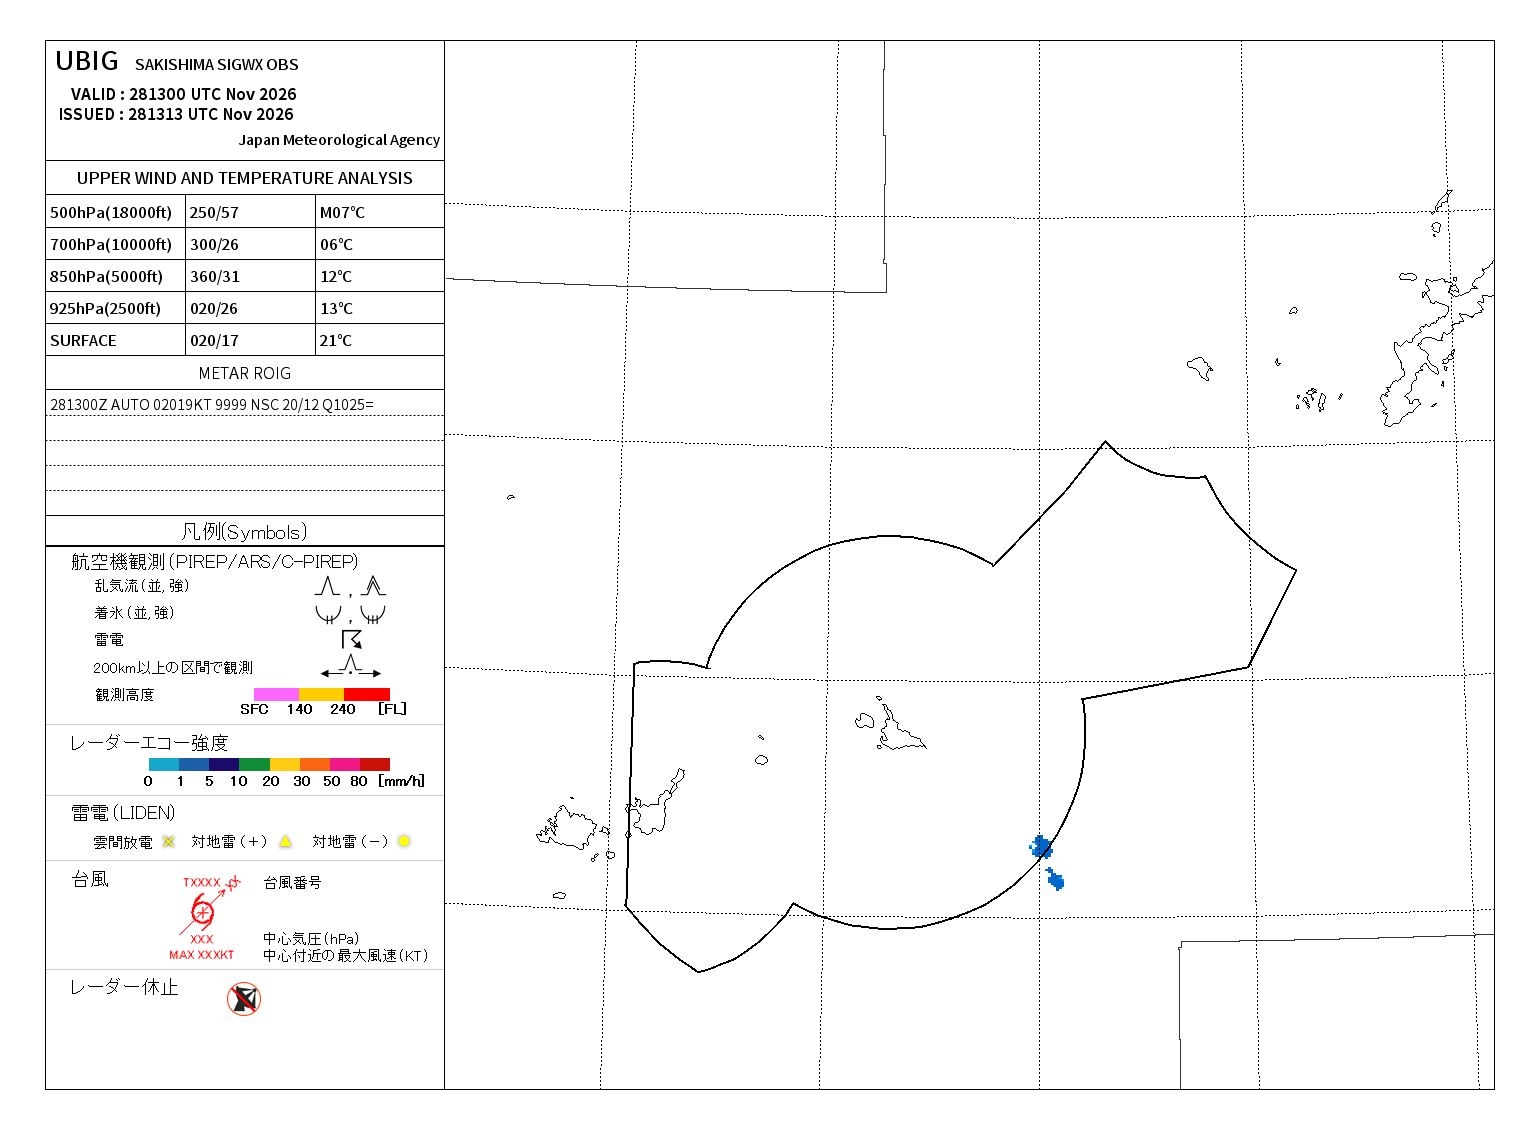 UBIG SAKISHIMA SIGWX OBS
VALID : 281300 UTC Nov 2026
ISSUED : 281313 UTC Nov 2026
Japan Meteorological Agency
UPPER WIND AND TEMPERATURE ANALYSIS
500hPa(18000ft) 250/57 M07℃
700hPa(10000ft) 300/26 06℃
850hPa(5000ft) 360/31 12℃
925hPa(2500ft) 020/26 13℃
SURFACE 020/17 21℃
METAR ROIG
281300Z AUTO 02019KT 9999 NSC 20/12 Q1025=
凡例(Symbols)
航空機観測(PIREP/ARS/C-PIREP)
乱気流(並,強) ,
着氷(並,強) ,
雷電
200km以上の区間で観測
観測高度
SFC 140 240 [FL]
レーダーエコー強度
0 1 5 10 20 30 50 80 [mm/h]
雷電(LIDEN)
雲間放電 対地雷(+) 対地雷(-)
台風
TXXXX 台風番号
XXX 中心気圧(hPa)
MAX XXXKT 中心付近の最大風速(KT)
レーダー休止